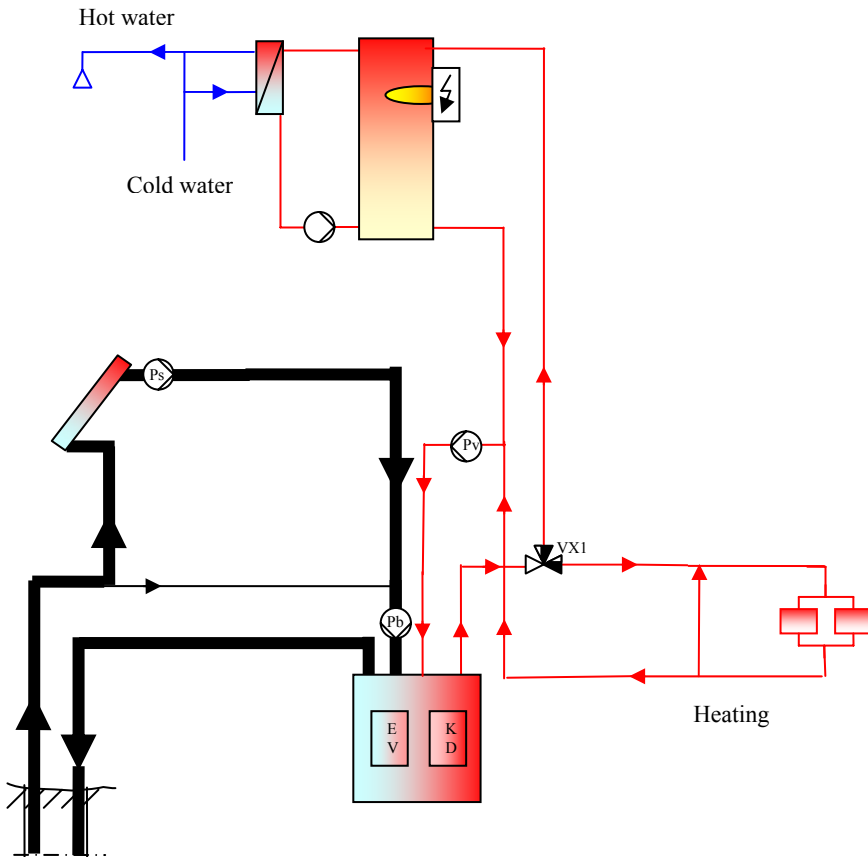 Hot water
Cold water
Ps
Pv
VX1
Pb
E K
V D
Heating